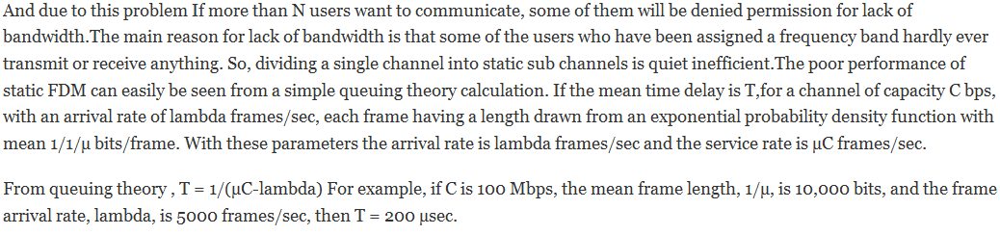 And due to this problem If more than N users want to communicate, some of them will be denied permission for lack of
bandwidth.The main reason for lack of bandwidth is that some of the users who have been assigned a frequency band hardly ever
transmit or receive anything. So, dividing a single channel into static sub channels is quiet inefficient.The poor performance of
static FDM can easily be seen from a simple queuing theory calculation. If the mean time delay is T,for a channel of capacity C bps,
with an arrival rate of lambda frames/sec, each frame having a length drawn from an exponential probability density function with
mean 1/1/µ bits/frame. With these parameters the arrival rate is lambda frames/sec and the service rate is µC frames/sec.
From queuing theory , T = 1/(µC-lambda) For example, if C is 100 Mbps, the mean frame length, 1/µ, is 10,000 bits, and the frame
arrival rate, lambda, is 5000 frames/sec, then T = 200 µsec.